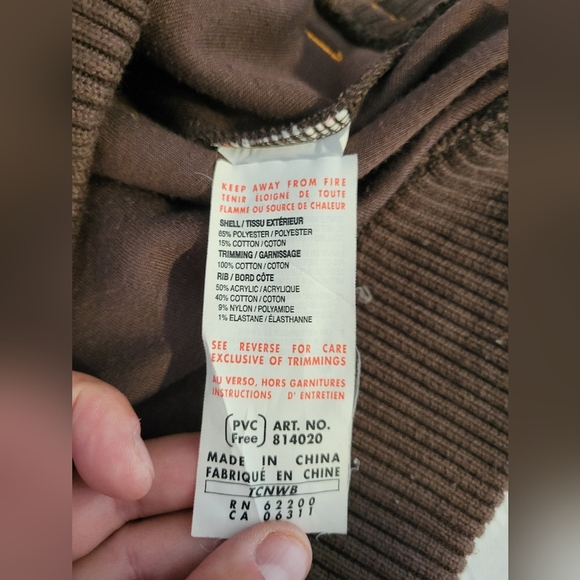 KEEP AWAY FROM FIRE
TENIR ÉLOIGNÉ DE TOUTE
FLAMME OU SOURCE DE CHALEUR
SHELL / TISSU EXTÉRIEUR
85% POLYESTER / POLYESTER
15% COTTON / COTON
TRIMMING / GARNISSAGE
100% COTTON / COTON
RIB / BORD CÔTE
50% ACRYLIC / ACRYLIQUE
40% COTTON / COTON
9% NYLON / POLYAMIDE
1% ELASTANE / ÉLASTHANNE
SEE REVERSE FOR CARE
EXCLUSIVE OF TRIMMINGS
AU VERSO, HORS GARNITURES
INSTRUCTIONS D' ENTRETIEN
PVC Free ART. NO. 814020
MADE IN CHINA
FABRIQUÉ EN CHINE
TCNWB
RN 62200
CA 06311